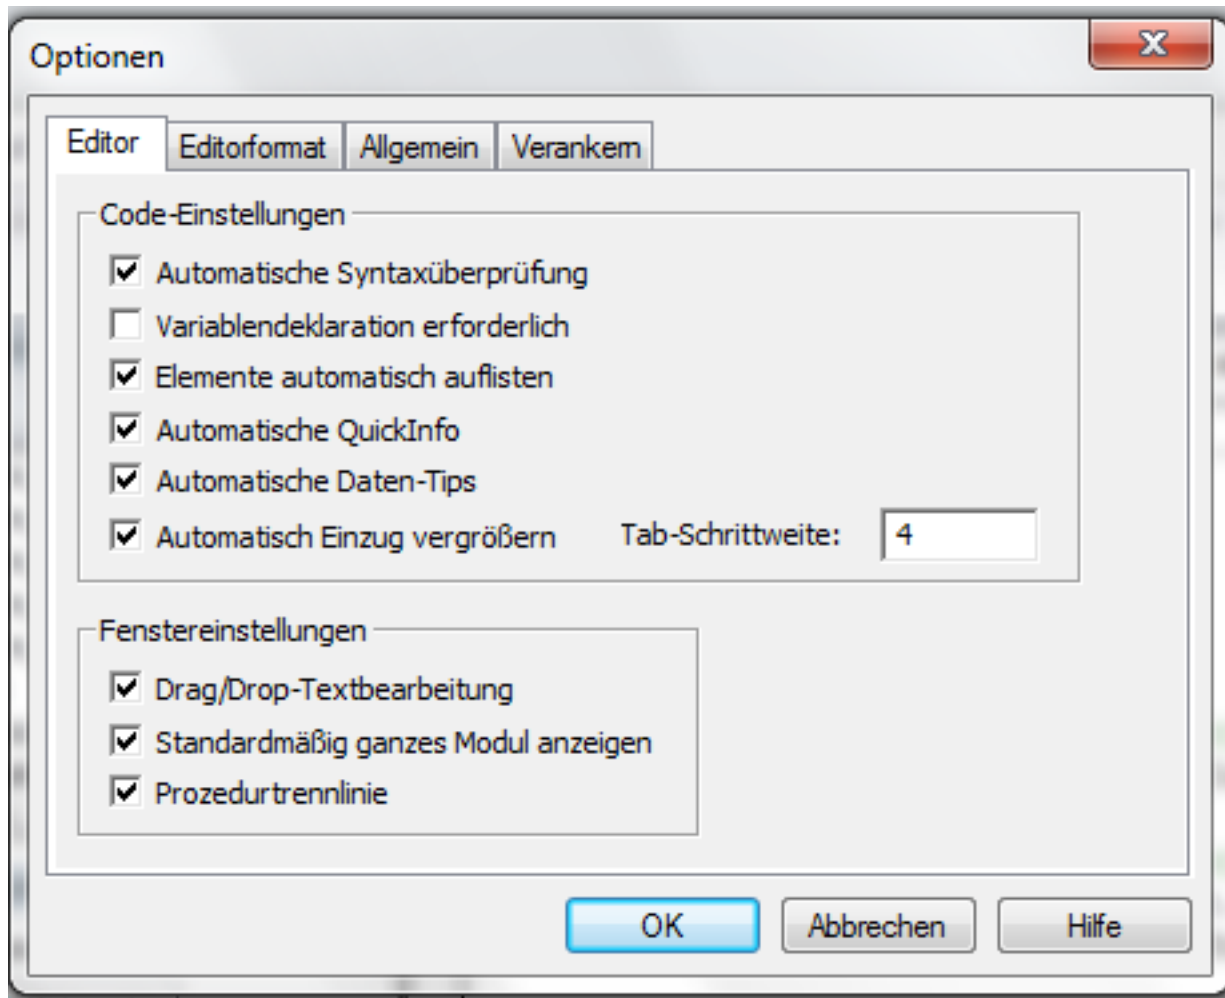 Optionen
Editor Editorformat Allgemein Verankern
Code-Einstellungen
Automatische Syntaxüberprüfung
Variablendeklaration erforderlich
Elemente automatisch auflisten
Automatische QuickInfo
Automatische Daten-Tips
Automatisch Einzug vergrößern Tab-Schrittweite: 4
Fenstereinstellungen
Drag/Drop-Textbearbeitung
Standardmäßig ganzes Modul anzeigen
Prozedurtrennlinie
OK Abbrechen Hilfe